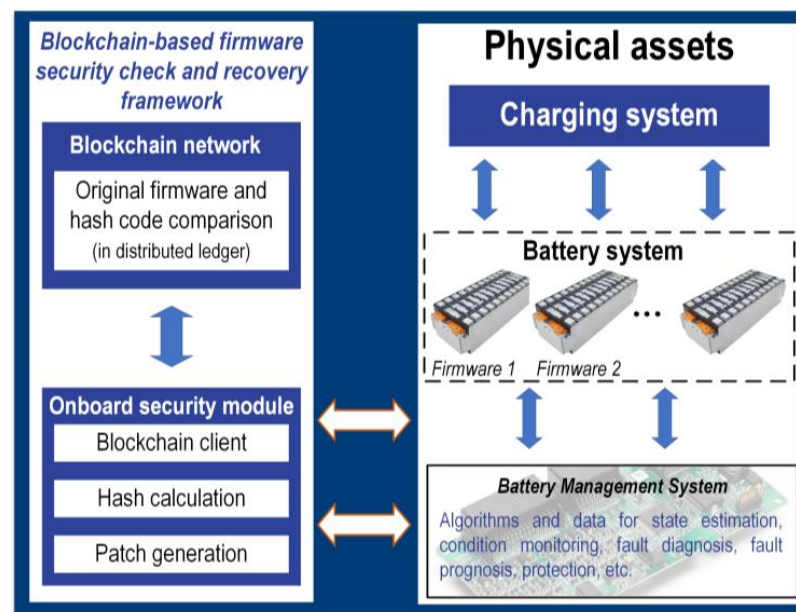 Blockchain-based firmware
security check and recovery
framework
Blockchain network
Original firmware and
hash code comparison
(in distributed ledger)
Onboard security module
Blockchain client
Hash calculation
Patch generation
Physical assets
Charging system
Battery system
...
Firmware 1 Firmware 2
Battery Management System
Algorithms and data for state estimation,
condition monitoring, fault diagnosis, fault
prognosis, protection, etc.